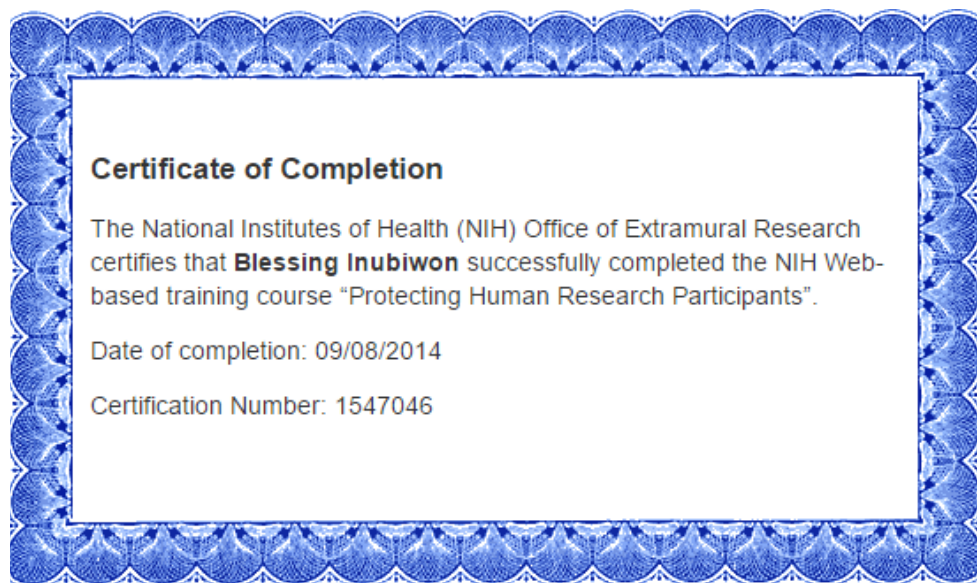 Certificate of Completion
The National Institutes of Health (NIH) Office of Extramural Research
certifies that Blessing Inubiwon successfully completed the NIH Web-
based training course “Protecting Human Research Participants”.
Date of completion: 09/08/2014
Certification Number: 1547046